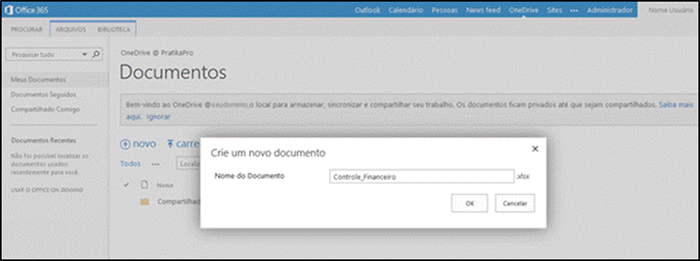 Office 365
Outlook Calendário Pessoas News feed OneDrive Sites ••• Administrador Nome Usuário
PROCURAR ARQUIVOS BIBLIOTECA
Pesquisar tudo
Meus Documentos
Documentos Seguidos
Compartilhado Comigo
Documentos Recentes
Não foi possível localizar os
documentos usados
recentemente para você.
USAR O OFFICE ON DEMAND
OneDrive @ PratikaPro
Documentos
Bem-vindo ao OneDrive @seudominio,o local para armazenar, sincronizar e compartilhar seu trabalho. Os documentos ficam privados até que sejam compartilhados. Saiba mais
aqui. Ignorar
novo carre
Todos ••• Localiz
Nome
Compartilhad
Crie um novo documento
Nome do Documento Controle_Financeiro .xlsx
OK Cancelar